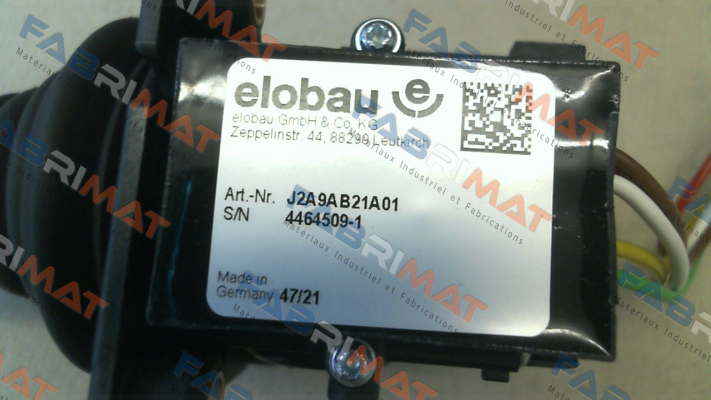 elobau e
elobau GmbH & Co. KG
Zeppelinstr. 44, 88299 Leutkirch
Art.-Nr. J2A9AB21A01
S/N 4464509-1
Made in
Germany 47/21
FABRIMAT
Matériaux Industriel et Fabrications